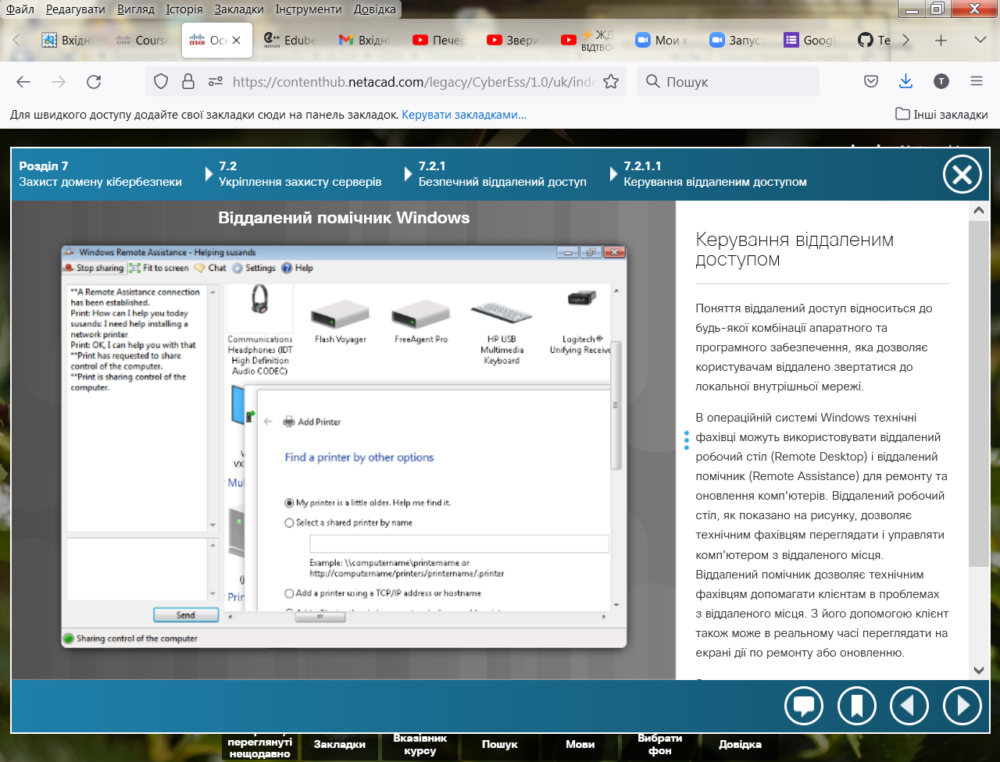 Файл Редагувати Вигляд Історія Закладки Інструменти Довідка
Вхідні Course Осн Edube Вхідні Печер Звери ЖД Мои к Запус Googl Te
ВІДТВО
https://contenthub.netacad.com/legacy/CyberEss/1.0/uk/inde Пошук
Для швидкого доступу додайте свої закладки сюди на панель закладок. Керувати закладками… Інші закладки
Розділ 7 7.2 7.2.1 7.2.1.1
Захист домену кібербезпеки Укріплення захисту серверів Безпечний віддалений доступ Керування віддаленим доступом
Віддалений помічник Windows
Windows Remote Assistance - Helping susands
Stop sharing Fit to screen Chat Settings Help
**A Remote Assistance connection
has been established.
Print: How can I help you today
susands: I need help installing a
network printer
Print: OK, I can help you with that
**Print has requested to share
control of the computer.
**Print is sharing control of the
computer.
Communications
Headphones (IDT
High Definition
Audio CODEC)
Flash Voyager
FreeAgent Pro
HP USB
Multimedia
Keyboard
Logitech®
Unifying Receive
Add Printer
Find a printer by other options
My printer is a little older. Help me find it.
Select a shared printer by name
Example: \\computername\printername or
http://computername/printers/printername/.printer
Add a printer using a TCP/IP address or hostname
Send
Sharing control of the computer
Керування віддаленим
доступом
Поняття віддалений доступ відноситься до
будь-якої комбінації апаратного та
програмного забезпечення, яка дозволяє
користувачам віддалено звертатися до
локальної внутрішньої мережі.
В операційній системі Windows технічні
фахівці можуть використовувати віддалений
робочий стіл (Remote Desktop) і віддалений
помічник (Remote Assistance) для ремонту та
оновлення комп'ютерів. Віддалений робочий
стіл, як показано на рисунку, дозволяє
технічним фахівцям переглядати і управляти
комп'ютером з віддаленого місця.
Віддалений помічник дозволяє технічним
фахівцям допомагати клієнтам в проблемах
з віддаленого місця. З його допомогою клієнт
також може в реальному часі переглядати на
екрані дії по ремонту або оновленню.
переглянуті
нещодавно
Закладки
Вказівник
курсу
Пошук
Мови
Вибрати
фон
Довідка